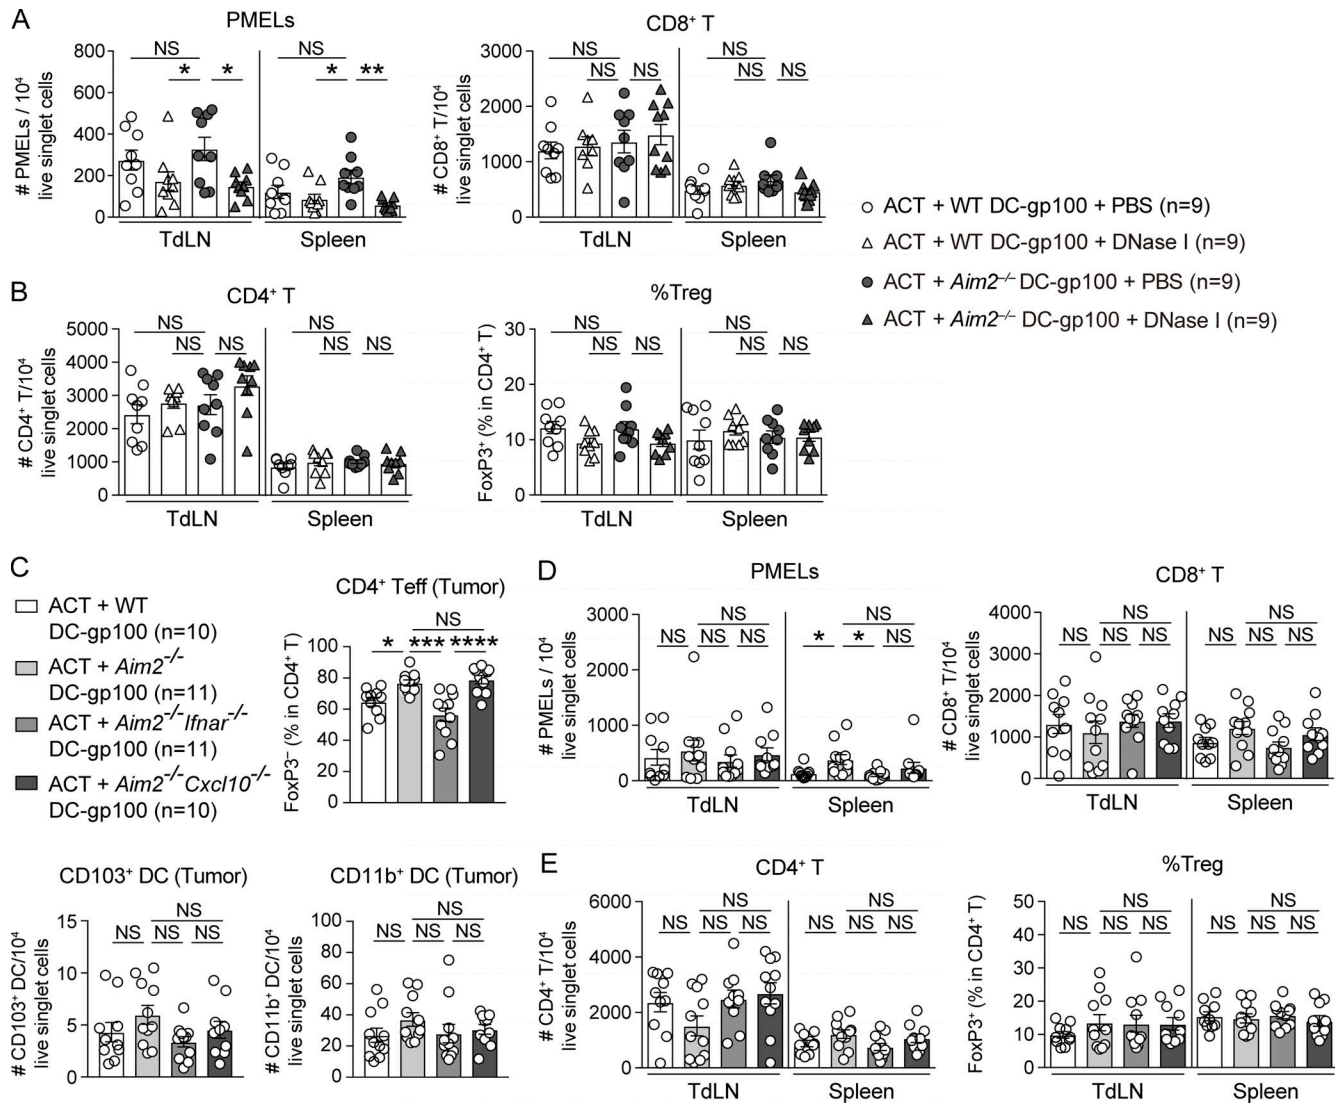 A
PMELs
# PMELs / 10⁴
live singlet cells
800
600
400
200
0
NS
*
*
NS
*
**
TdLN
Spleen
CD8⁺ T
# CD8⁺ T/10⁴
live singlet cells
3000
2000
1000
0
NS
NS
NS
NS
NS
NS
TdLN
Spleen
ACT + WT DC-gp100 + PBS (n=9)
ACT + WT DC-gp100 + DNase I (n=9)
ACT + Aim2⁻/⁻ DC-gp100 + PBS (n=9)
ACT + Aim2⁻/⁻ DC-gp100 + DNase I (n=9)
B
CD4⁺ T
# CD4⁺ T/10⁴
live singlet cells
5000
4000
3000
2000
1000
0
NS
NS
NS
NS
NS
NS
TdLN
Spleen
%Treg
FoxP3⁺ (% in CD4⁺ T)
30
20
10
0
NS
NS
NS
NS
NS
NS
TdLN
Spleen
C
ACT + WT
DC-gp100 (n=10)
ACT + Aim2⁻/⁻
DC-gp100 (n=11)
ACT + Aim2⁻/⁻Ifnar⁻/⁻
DC-gp100 (n=11)
ACT + Aim2⁻/⁻Cxcl10⁻/⁻
DC-gp100 (n=10)
CD4⁺ Teff (Tumor)
FoxP3⁻ (% in CD4⁺ T)
100
80
60
40
20
0
NS
*
***
****
CD103⁺ DC (Tumor)
# CD103⁺ DC/10⁴
live singlet cells
15
10
5
0
NS
NS
NS
NS
CD11b⁺ DC (Tumor)
# CD11b⁺ DC/10⁴
live singlet cells
100
80
60
40
20
0
NS
NS
NS
NS
D
PMELs
# PMELs / 10⁴
live singlet cells
3000
2000
1000
0
NS
NS
NS
NS
NS
*
*
NS
TdLN
Spleen
CD8⁺ T
# CD8⁺ T/10⁴
live singlet cells
4000
3000
2000
1000
0
NS
NS
NS
NS
NS
NS
NS
NS
TdLN
Spleen
E
CD4⁺ T
# CD4⁺ T/10⁴
live singlet cells
6000
4000
2000
0
NS
NS
NS
NS
NS
NS
NS
NS
TdLN
Spleen
%Treg
FoxP3⁺ (% in CD4⁺ T)
50
40
30
20
10
0
NS
NS
NS
NS
NS
NS
NS
NS
TdLN
Spleen